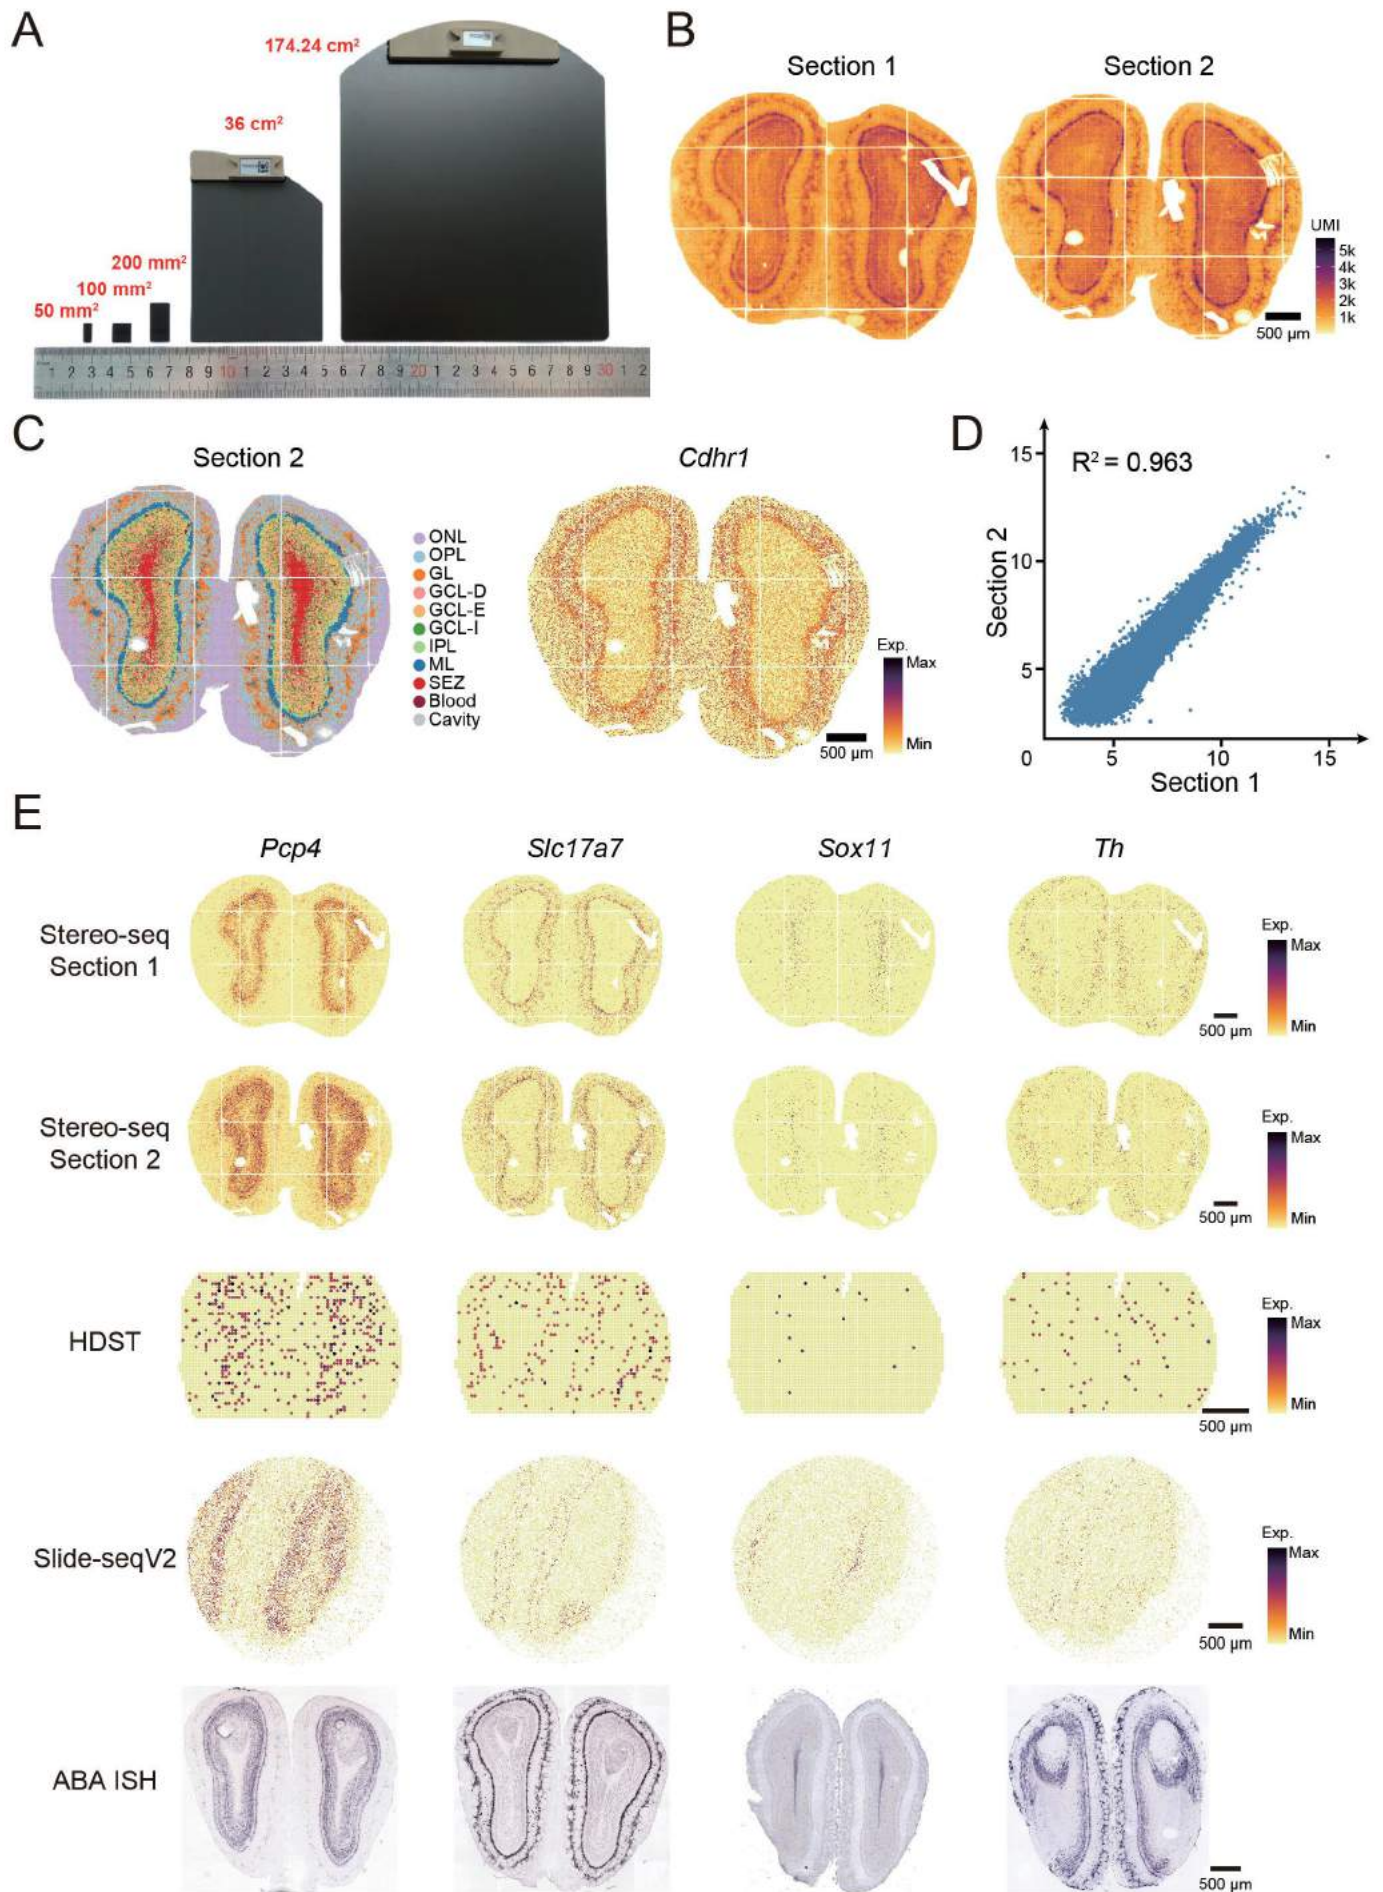 A
174.24 cm²
36 cm²
200 mm²
100 mm²
50 mm²
1 2 3 4 5 6 7 8 9 10 1 2 3 4 5 6 7 8 9 20 1 2 3 4 5 6 7 8 9 30 1 2
B
Section 1
Section 2
UMI
5k
4k
3k
2k
1k
500 µm
C
Section 2
ONL
OPL
GL
GCL-D
GCL-E
GCL-I
IPL
ML
SEZ
Blood
Cavity
Cdhr1
Exp.
Max
Min
500 µm
D
R² = 0.963
15
10
5
0
5
10
15
Section 2
Section 1
E
Pcp4
Slc17a7
Sox11
Th
Stereo-seq
Section 1
Exp.
Max
Min
500 µm
Stereo-seq
Section 2
Exp.
Max
Min
500 µm
HDST
Exp.
Max
Min
500 µm
Slide-seqV2
Exp.
Max
Min
500 µm
ABA ISH
500 µm